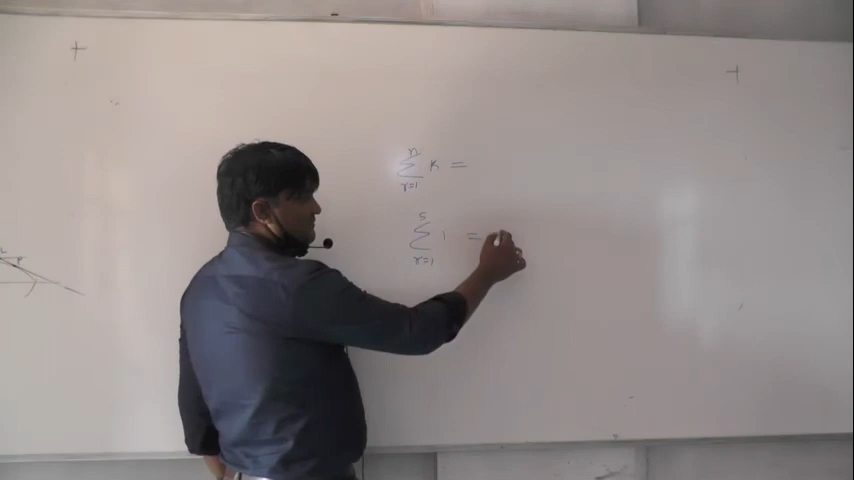 n
∑ K =
r=1
5
∑ 1 =
r=1